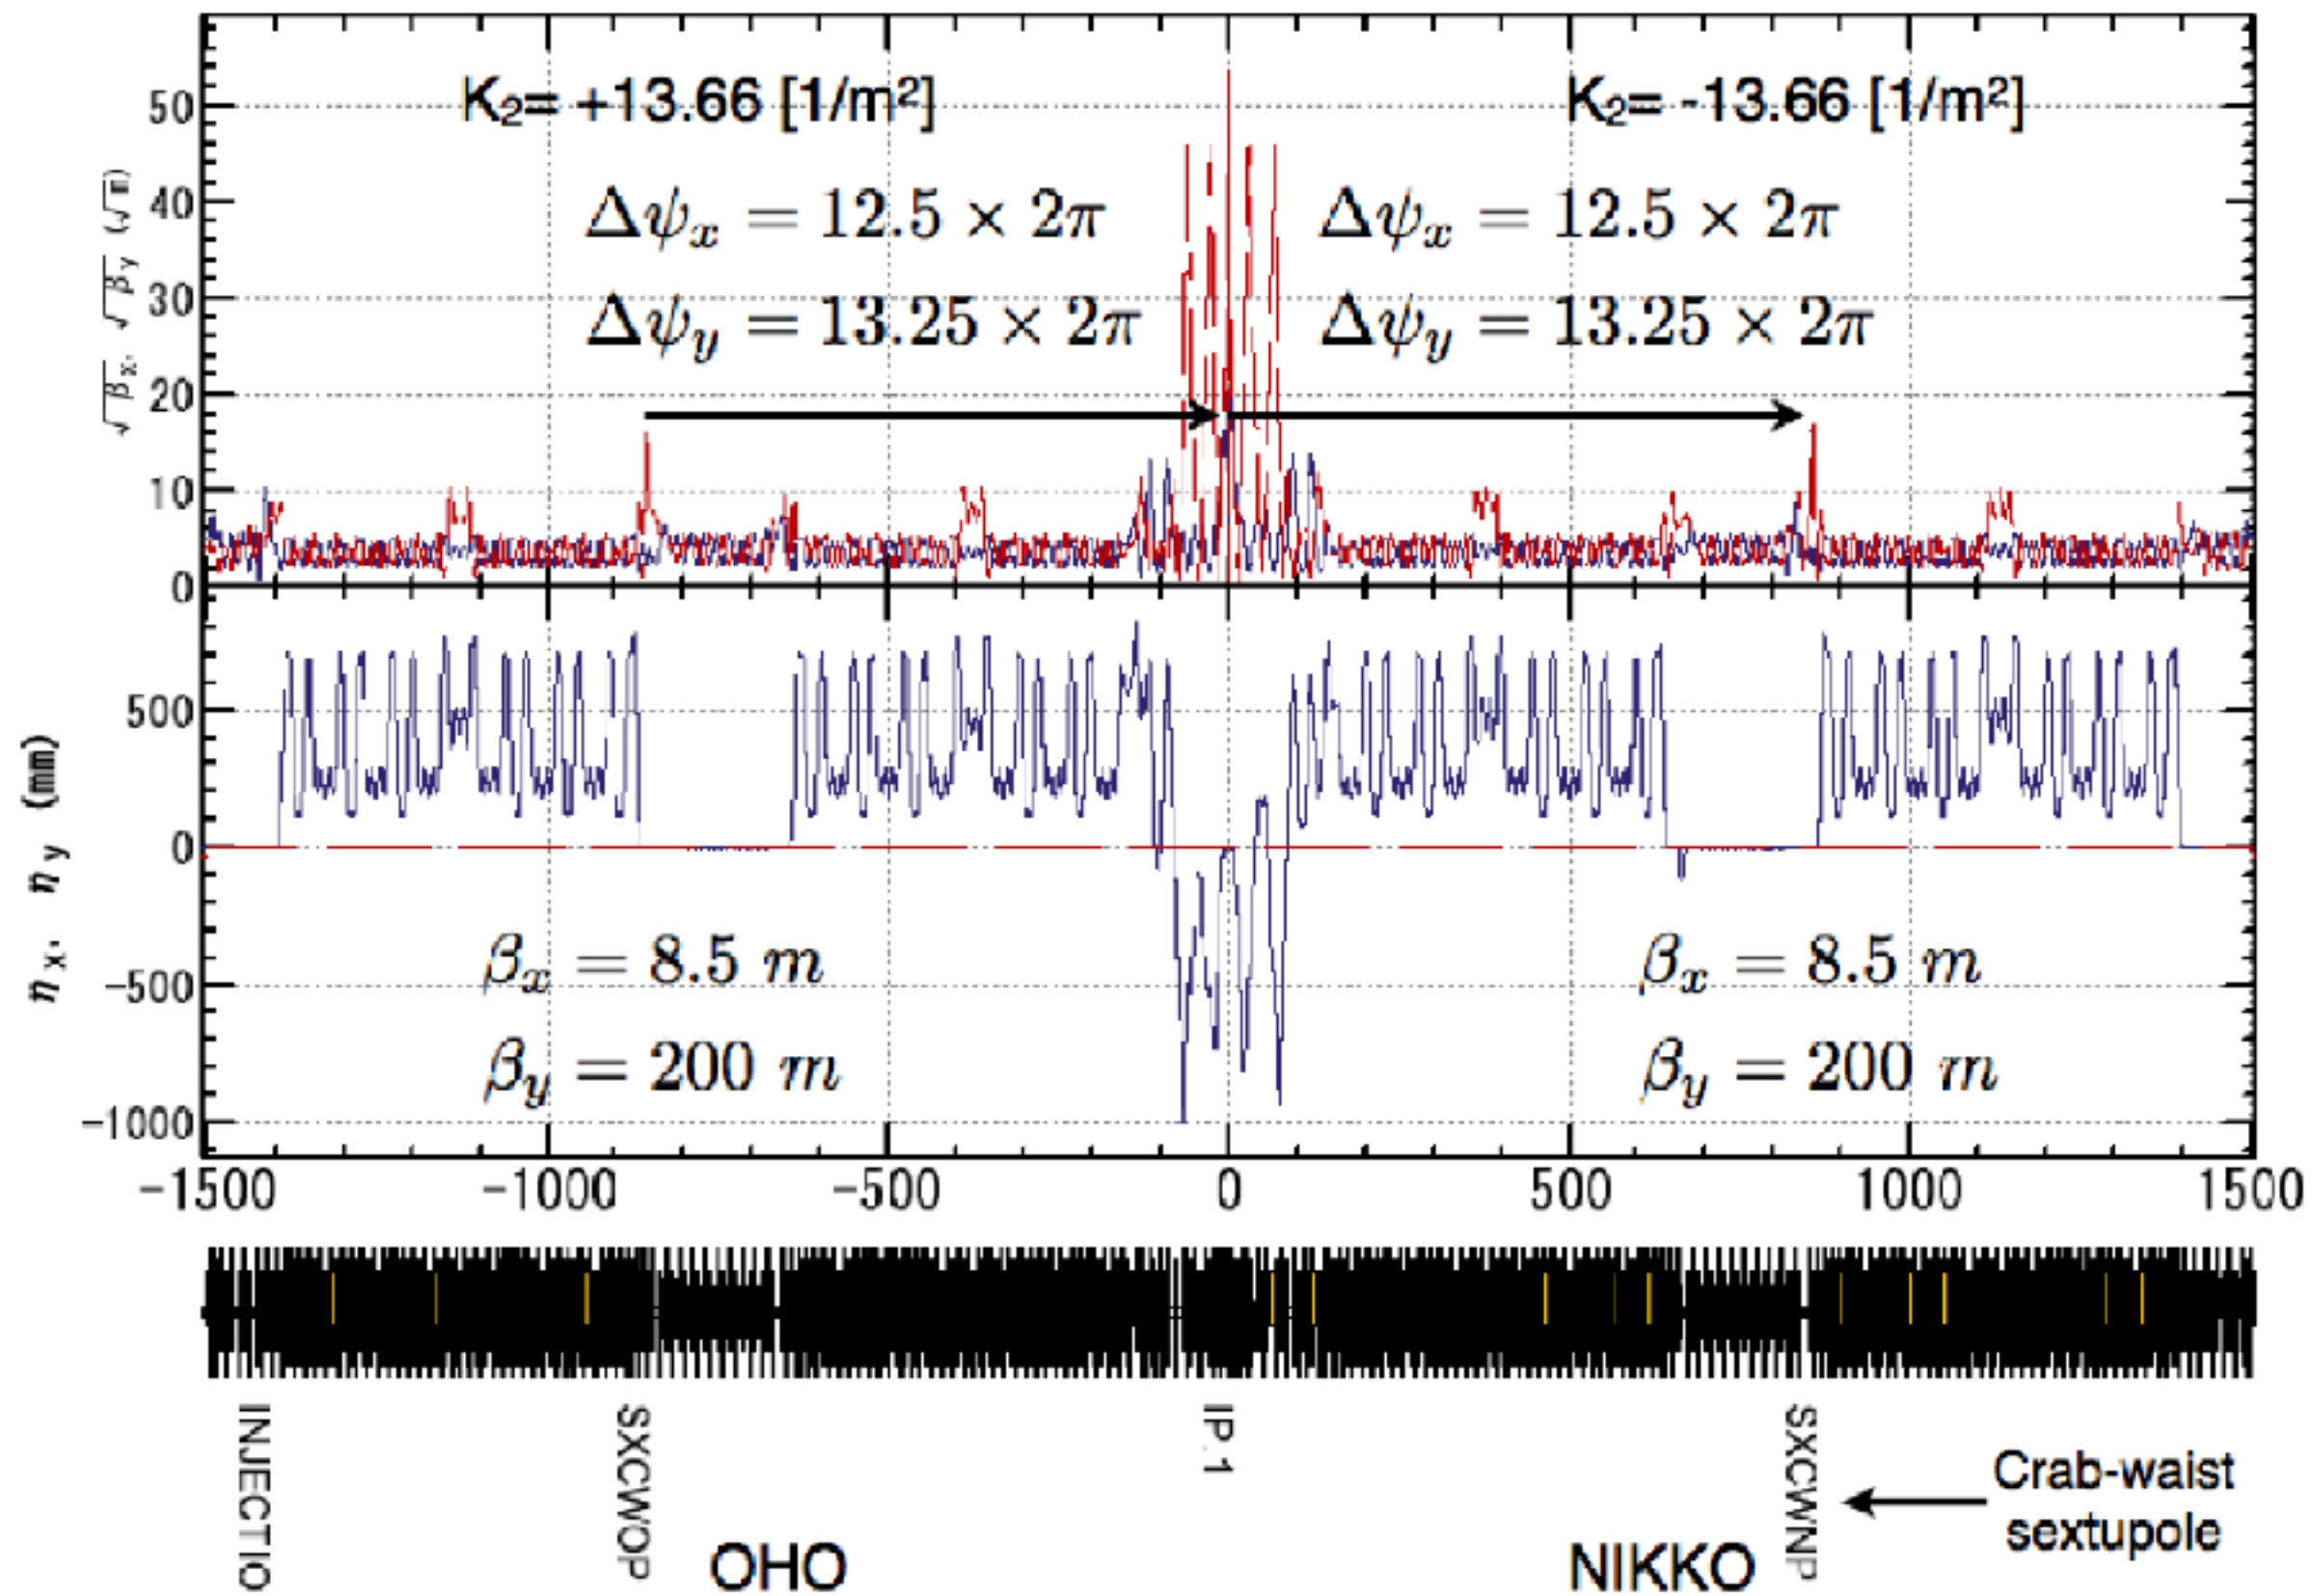 K₂= +13.66 [1/m²]
K₂= -13.66 [1/m²]
Δψx = 12.5 × 2π
Δψx = 12.5 × 2π
Δψy = 13.25 × 2π
Δψy = 13.25 × 2π
√βx, √βy (√m)
50
40
30
20
10
0
ηx, ηy (mm)
500
0
-500
-1000
βx = 8.5 m
βx = 8.5 m
βy = 200 m
βy = 200 m
-1500 -1000 -500 0 500 1000 1500
INJECTIO
SXCWOP
IP.1
SXCWNP
Crab-waist
sextupole
OHO
NIKKO